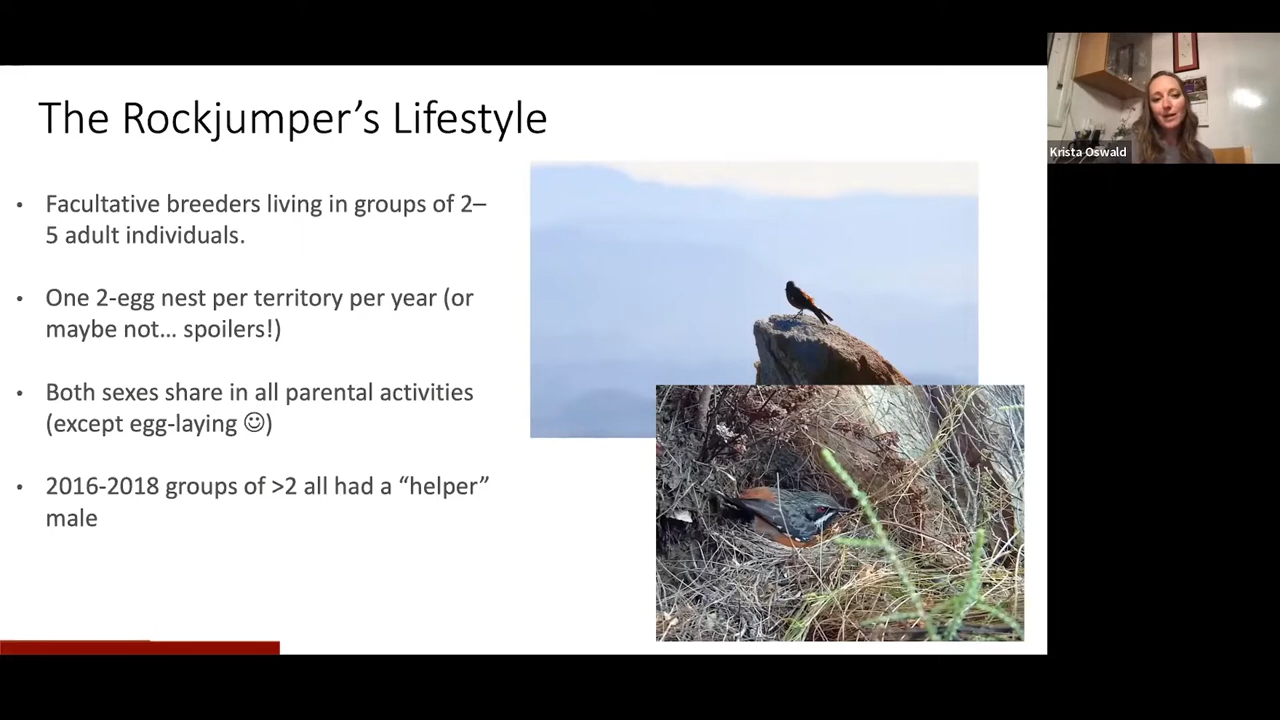 The Rockjumper's Lifestyle
• Facultative breeders living in groups of 2–
5 adult individuals.
• One 2-egg nest per territory per year (or
maybe not… spoilers!)
• Both sexes share in all parental activities
(except egg-laying ☺)
• 2016-2018 groups of >2 all had a “helper”
male
Krista Oswald